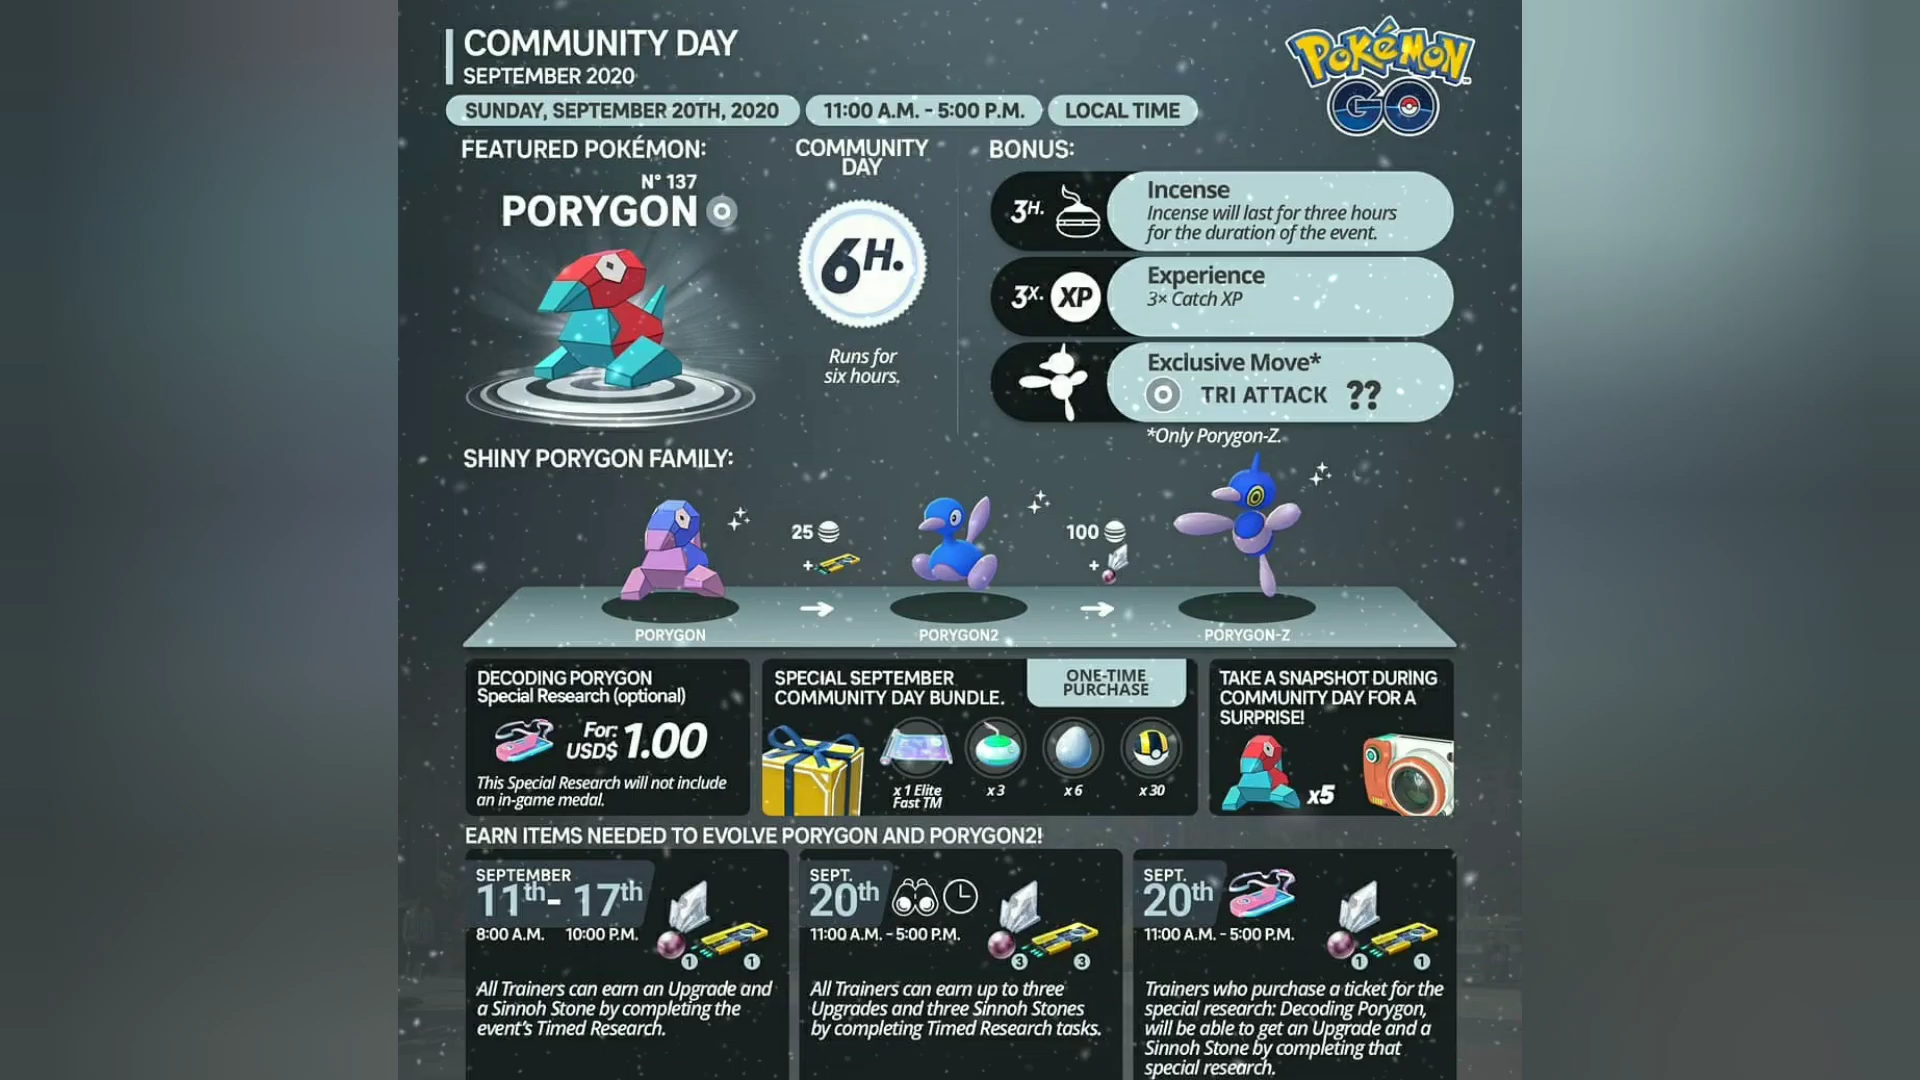 COMMUNITY DAY
SEPTEMBER 2020
SUNDAY, SEPTEMBER 20TH, 2020
11:00 A.M. - 5:00 P.M.
LOCAL TIME
POKéMON
GO
FEATURED POKÉMON:
N° 137
PORYGON
COMMUNITY
DAY
6H.
Runs for
six hours.
BONUS:
3H.
Incense
Incense will last for three hours
for the duration of the event.
3X. XP
Experience
3× Catch XP
Exclusive Move*
TRI ATTACK ??
*Only Porygon-Z.
SHINY PORYGON FAMILY:
25
+
100
+
PORYGON
PORYGON2
PORYGON-Z
DECODING PORYGON
Special Research (optional)
For:
USD$ 1.00
This Special Research will not include
an in-game medal.
SPECIAL SEPTEMBER
COMMUNITY DAY BUNDLE.
ONE-TIME
PURCHASE
x 1 Elite
Fast TM
x 3
x 6
x 30
TAKE A SNAPSHOT DURING
COMMUNITY DAY FOR A
SURPRISE!
x5
EARN ITEMS NEEDED TO EVOLVE PORYGON AND PORYGON2!
SEPTEMBER
11th - 17th
8:00 A.M. 10:00 P.M.
1 1
All Trainers can earn an Upgrade and
a Sinnoh Stone by completing the
event's Timed Research.
SEPT.
20th
11:00 A.M. - 5:00 P.M.
3 3
All Trainers can earn up to three
Upgrades and three Sinnoh Stones
by completing Timed Research tasks.
SEPT.
20th
11:00 A.M. - 5:00 P.M.
1 1
Trainers who purchase a ticket for the
special research: Decoding Porygon,
will be able to get an Upgrade and a
Sinnoh Stone by completing that
special research.